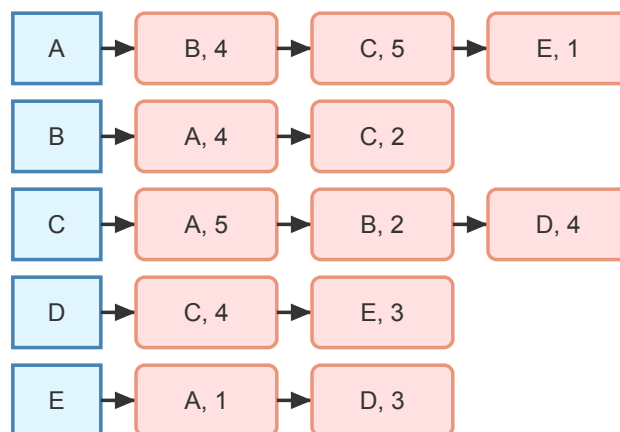 A B, 4 C, 5 E, 1
B A, 4 C, 2
C A, 5 B, 2 D, 4
D C, 4 E, 3
E A, 1 D, 3